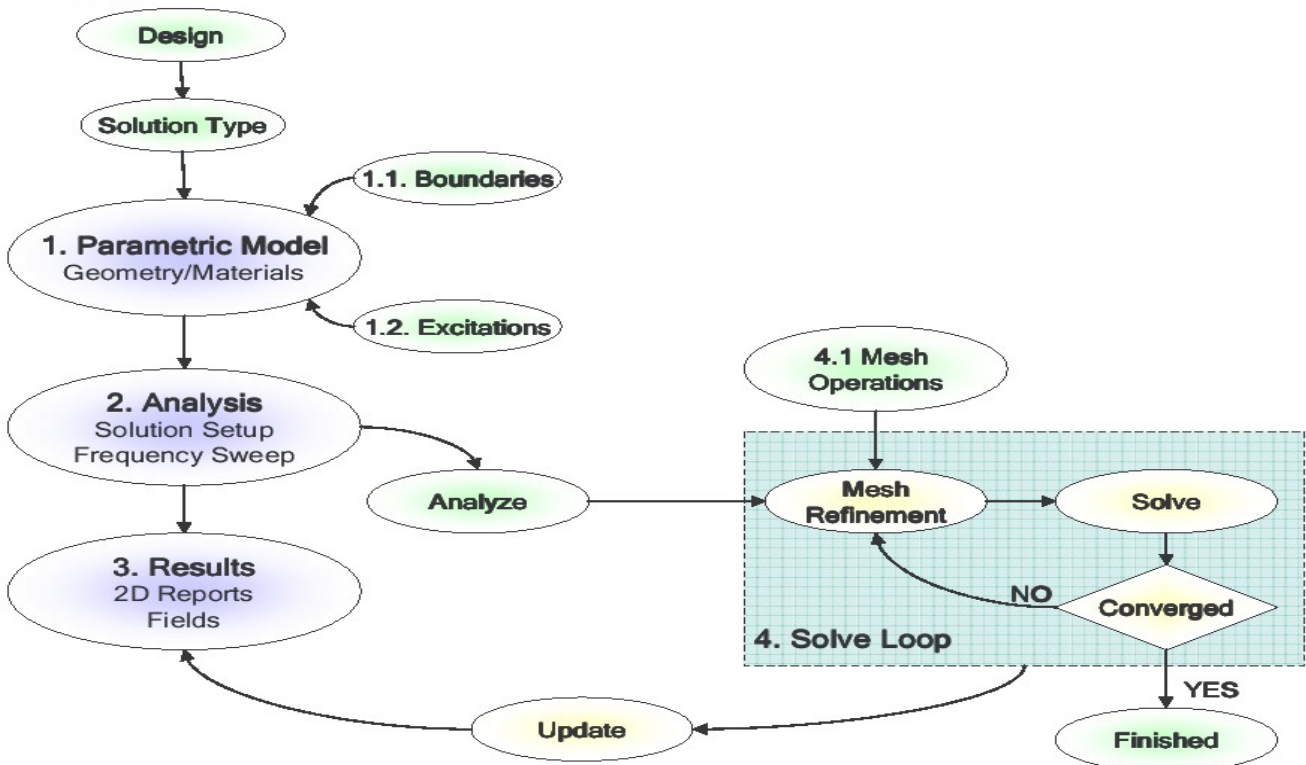 Design
Solution Type
1.1. Boundaries
1. Parametric Model
Geometry/Materials
1.2. Excitations
2. Analysis
Solution Setup
Frequency Sweep
Analyze
3. Results
2D Reports
Fields
4.1 Mesh
Operations
Mesh
Refinement
Solve
NO
Converged
4. Solve Loop
YES
Update
Finished